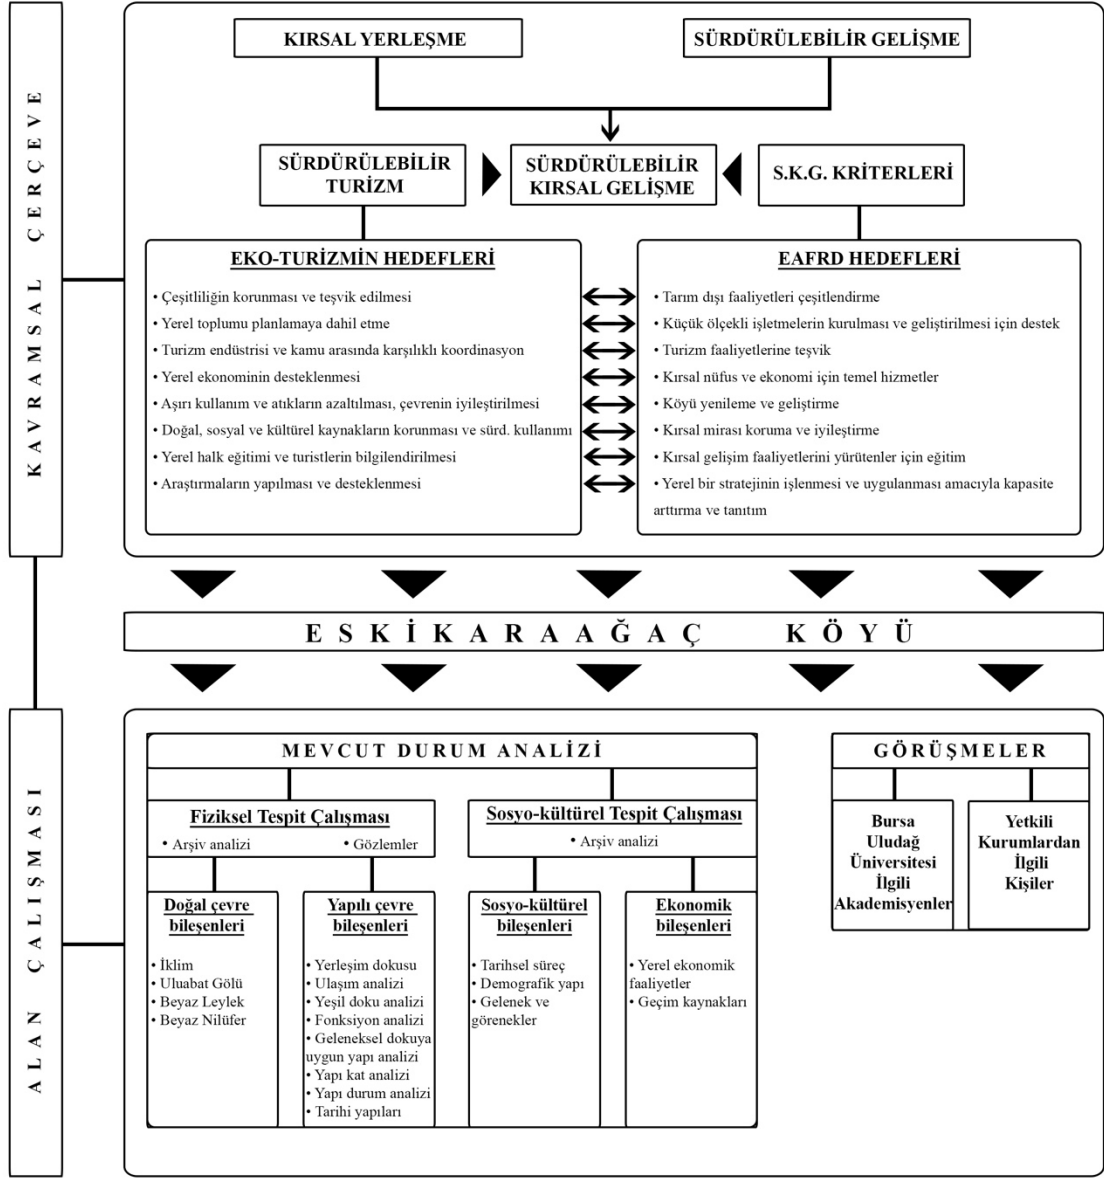 KAVRAMSAL ÇERÇEVE
KIRSAL YERLEŞME
SÜRDÜRÜLEBİLİR GELİŞME
SÜRDÜRÜLEBİLİR
TURİZM
SÜRDÜRÜLEBİLİR
KIRSAL GELİŞME
S.K.G. KRİTERLERİ
EKO-TURİZMİN HEDEFLERİ
• Çeşitliliğin korunması ve teşvik edilmesi
• Yerel toplumu planlamaya dahil etme
• Turizm endüstrisi ve kamu arasında karşılıklı koordinasyon
• Yerel ekonominin desteklenmesi
• Aşırı kullanım ve atıkların azaltılması, çevrenin iyileştirilmesi
• Doğal, sosyal ve kültürel kaynakların korunması ve sürd. kullanımı
• Yerel halk eğitimi ve turistlerin bilgilendirilmesi
• Araştırmaların yapılması ve desteklenmesi
EAFRD HEDEFLERİ
• Tarım dışı faaliyetleri çeşitlendirme
• Küçük ölçekli işletmelerin kurulması ve geliştirilmesi için destek
• Turizm faaliyetlerine teşvik
• Kırsal nüfus ve ekonomi için temel hizmetler
• Köyü yenileme ve geliştirme
• Kırsal mirası koruma ve iyileştirme
• Kırsal gelişim faaliyetlerini yürütenler için eğitim
• Yerel bir stratejinin işlenmesi ve uygulanması amacıyla kapasite
arttırma ve tanıtım
ESKİKARAAĞAÇ KÖYÜ
ALAN ÇALIŞMASI
MEVCUT DURUM ANALİZİ
Fiziksel Tespit Çalışması
• Arşiv analizi
• Gözlemler
Sosyo-kültürel Tespit Çalışması
• Arşiv analizi
Doğal çevre
bileşenleri
• İklim
• Uluabat Gölü
• Beyaz Leylek
• Beyaz Nilüfer
Yapılı çevre
bileşenleri
• Yerleşim dokusu
• Ulaşım analizi
• Yeşil doku analizi
• Fonksiyon analizi
• Geleneksel dokuya
uygun yapı analizi
• Yapı kat analizi
• Yapı durum analizi
• Tarihi yapıları
Sosyo-kültürel
bileşenleri
• Tarihsel süreç
• Demografik yapı
• Gelenek ve
görenekler
Ekonomik
bileşenleri
• Yerel ekonomik
faaliyetler
• Geçim kaynakları
GÖRÜŞMELER
Bursa
Uludağ
Üniversitesi
İlgili
Akademisyenler
Yetkili
Kurumlardan
İlgili
Kişiler